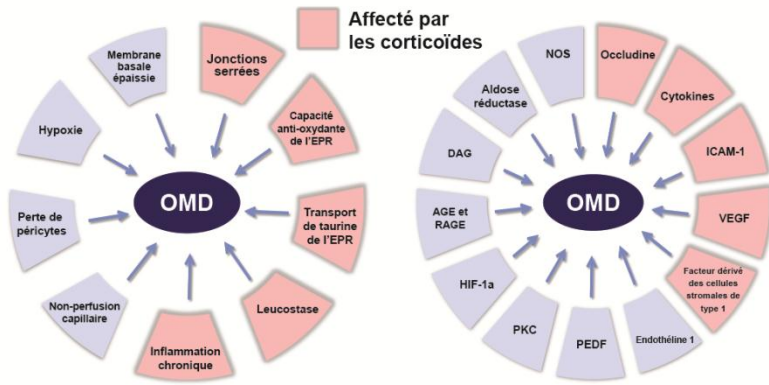 Affecté par
les corticoïdes
Membrane
basale
épaissie
Jonctions
serrées
Capacité
anti-oxydante
de l'EPR
Transport
de taurine
de l'EPR
Leucostase
Inflammation
chronique
Non-perfusion
capillaire
Perte de
péricytes
Hypoxie
OMD
NOS
Occludine
Cytokines
ICAM-1
VEGF
Facteur dérivé
des cellules
stromales de
type 1
Endothéline 1
PEDF
PKC
HIF-1a
AGE et
RAGE
DAG
Aldose
réductase
OMD